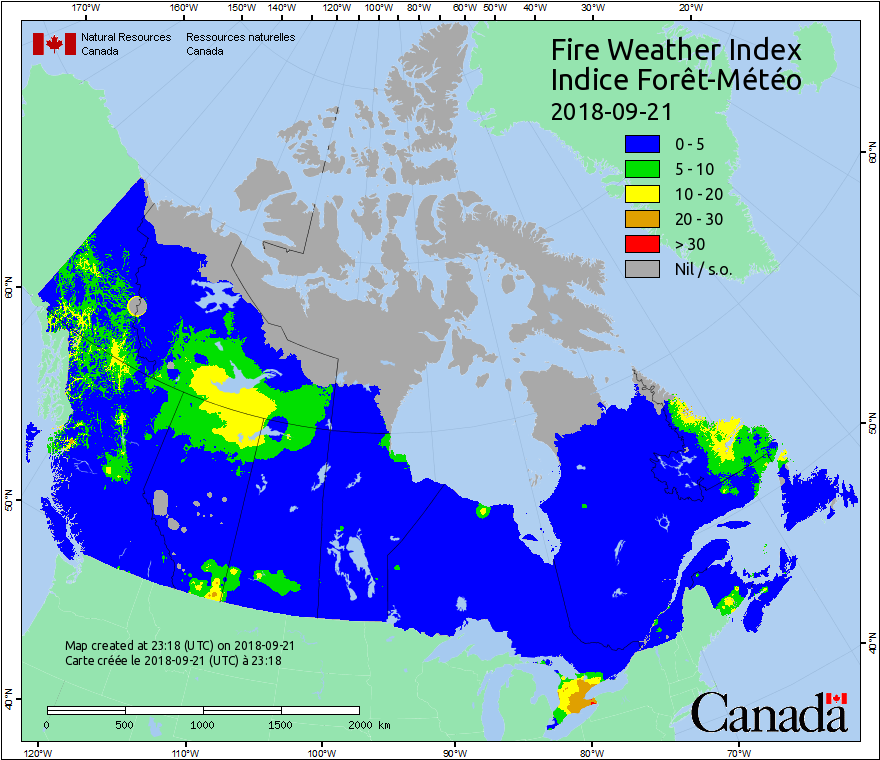 170°W 160°W 150°W 140°W 120°W 100°W 80°W 60°W 50°W 40°W 30°W 20°W
Natural Resources Ressources naturelles
Canada Canada
Fire Weather Index
Indice Forêt-Météo
2018-09-21
0 - 5
5 - 10
10 - 20
20 - 30
> 30
Nil / s.o.
60°N
50°N
40°N
60°N
50°N
40°N
Map created at 23:18 (UTC) on 2018-09-21
Carte créée le 2018-09-21 (UTC) à 23:18
0 500 1000 1500 2000 km
Canada
120°W 110°W 100°W 90°W 80°W 70°W